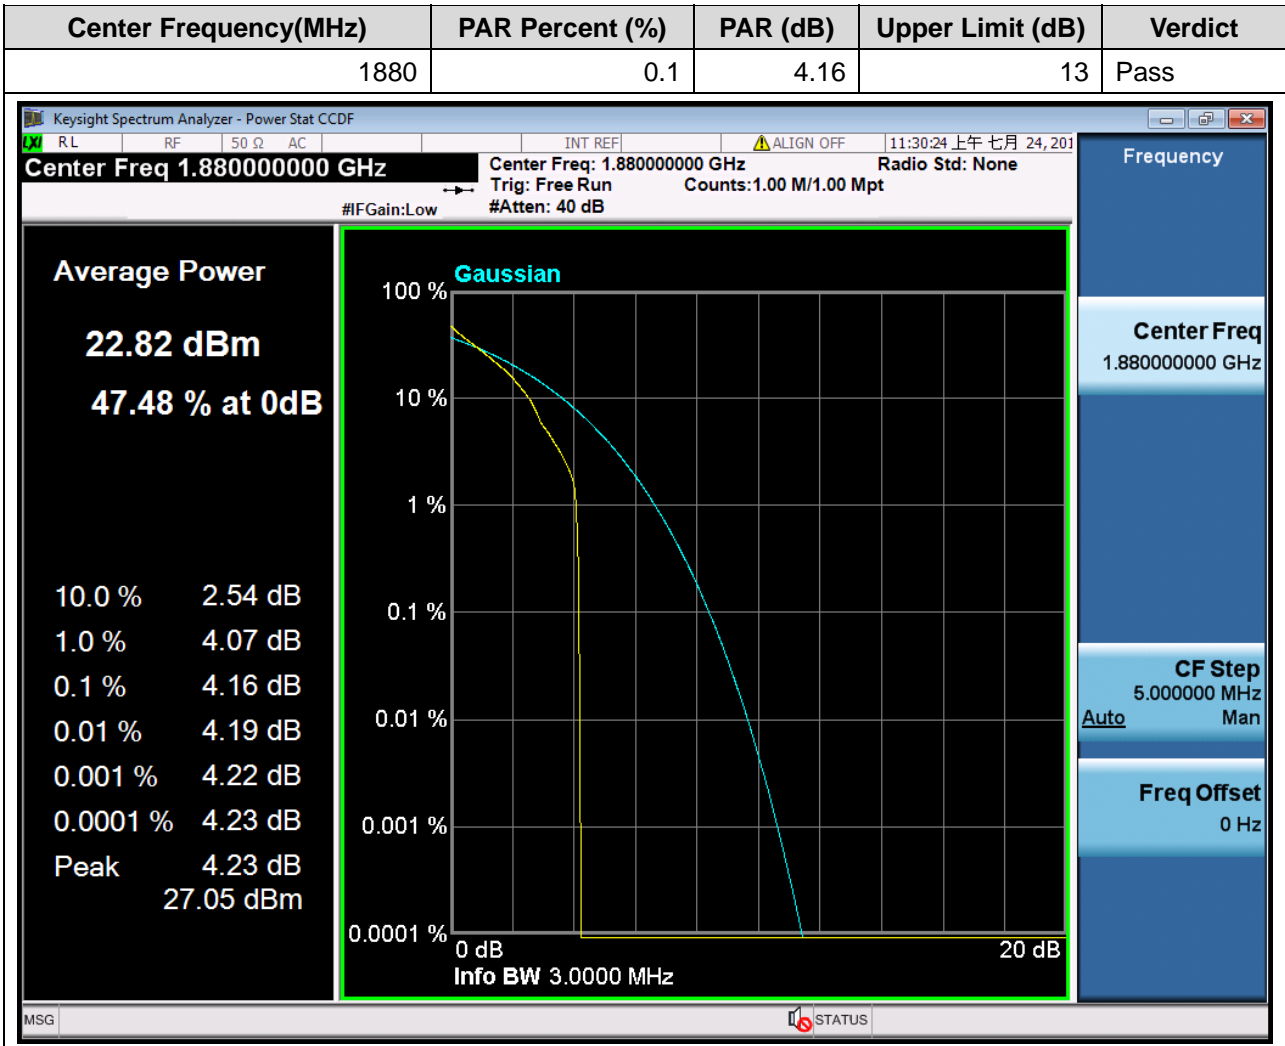 Center Frequency(MHz) PAR Percent (%) PAR (dB) Upper Limit (dB) Verdict
1880 0.1 4.16 13 Pass
Keysight Spectrum Analyzer - Power Stat CCDF
LXI RL RF 50 Ω AC INT REF ALIGN OFF 11:30:24 上午 七月 24, 201
Center Freq 1.880000000 GHz
Center Freq: 1.880000000 GHz Radio Std: None
Trig: Free Run Counts:1.00 M/1.00 Mpt
#IFGain:Low #Atten: 40 dB
Average Power
22.82 dBm
47.48 % at 0dB
10.0 % 2.54 dB
1.0 % 4.07 dB
0.1 % 4.16 dB
0.01 % 4.19 dB
0.001 % 4.22 dB
0.0001 % 4.23 dB
Peak 4.23 dB
27.05 dBm
Gaussian
100 %
10 %
1 %
0.1 %
0.01 %
0.001 %
0.0001 %
0 dB 20 dB
Info BW 3.0000 MHz
Frequency
Center Freq
1.880000000 GHz
CF Step
5.000000 MHz
Auto Man
Freq Offset
0 Hz
MSG STATUS